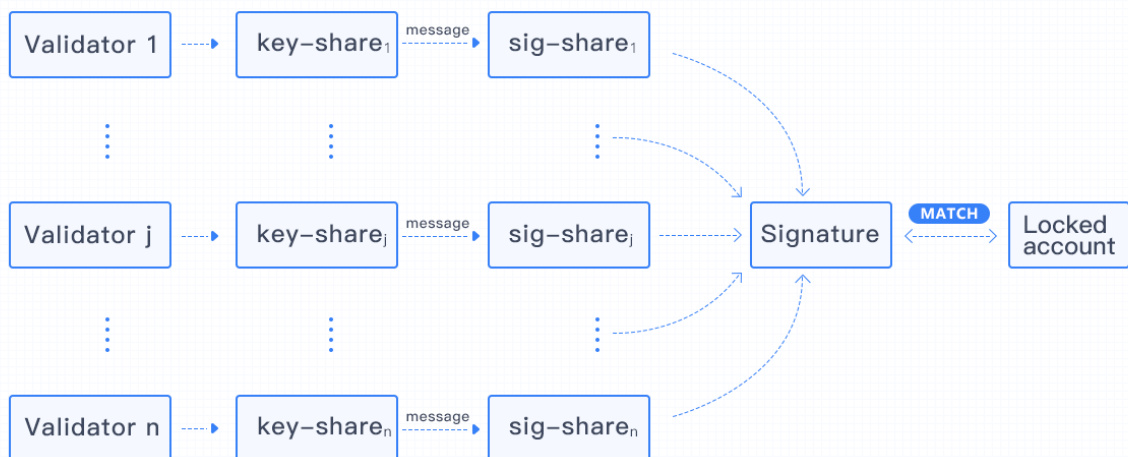 Validator 1
key-share₁
message
sig-share₁
Validator j
key-shareⱼ
message
sig-shareⱼ
Signature
MATCH
Locked
account
Validator n
key-shareₙ
message
sig-shareₙ